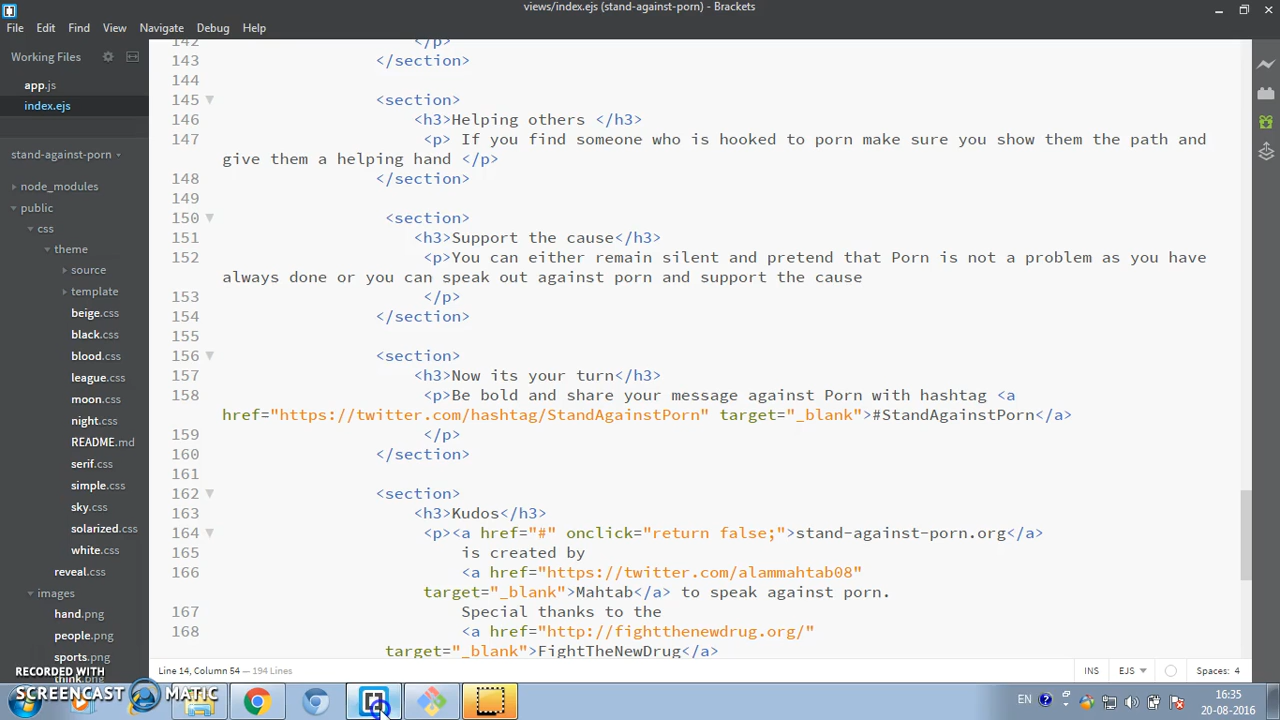 views/index.ejs (stand-against-porn) - Brackets
File Edit Find View Navigate Debug Help
Working Files
app.js
index.ejs
stand-against-porn
node_modules
public
css
theme
source
template
beige.css
black.css
blood.css
league.css
moon.css
night.css
README.md
serif.css
simple.css
sky.css
solarized.css
white.css
reveal.css
images
hand.png
people.png
sports.png
think.png
142 </p>
143 </section>
144
145 <section>
146 <h3>Helping others </h3>
147 <p> If you find someone who is hooked to porn make sure you show them the path and
give them a helping hand </p>
148 </section>
149
150 <section>
151 <h3>Support the cause</h3>
152 <p>You can either remain silent and pretend that Porn is not a problem as you have
always done or you can speak out against porn and support the cause
153 </p>
154 </section>
155
156 <section>
157 <h3>Now its your turn</h3>
158 <p>Be bold and share your message against Porn with hashtag <a
href="https://twitter.com/hashtag/StandAgainstPorn" target="_blank">#StandAgainstPorn</a>
159 </p>
160 </section>
161
162 <section>
163 <h3>Kudos</h3>
164 <p><a href="#" onclick="return false;">stand-against-porn.org</a>
165 is created by
166 <a href="https://twitter.com/alammahtab08"
target="_blank">Mahtab</a> to speak against porn.
167 Special thanks to the
168 <a href="http://fightthenewdrug.org/"
target="_blank">FightTheNewDrug</a>
Line 14, Column 54 — 194 Lines
INS EJS Spaces: 4
RECORDED WITH
SCREENCAST MATIC
EN
16:35
20-08-2016